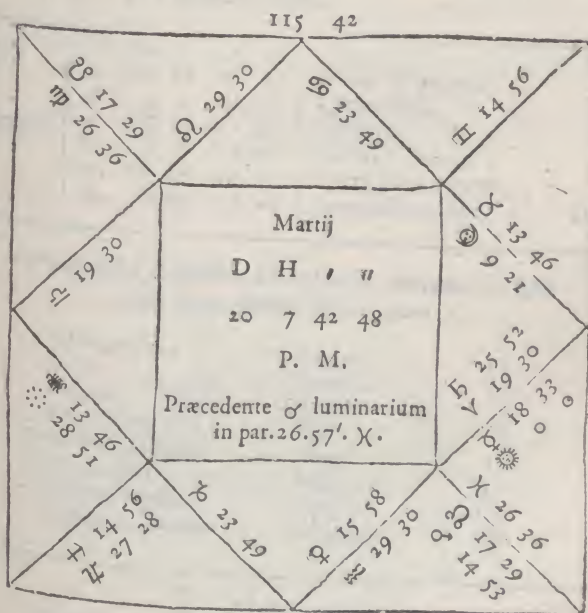 115 42
☋ 17 29
♍ 26 36
♌ 29 30
♋ 23 49
♊ 14 56
♉ 13 46
9 21
♎ 19 30
Martij
D H ′ ″
20 7 42 48
P. M.
Præcedente ☌ luminarium
in par.26.57′. ♓.
♄ 25 52
♈ 19 30
☿ 18 33
13 46
28 51
♐ 14 56
♃ 27 28
♑ 23 49
♀ 15 58
♒ 29 30
♓ 26 36
☊ 17 29
♂ 14 53